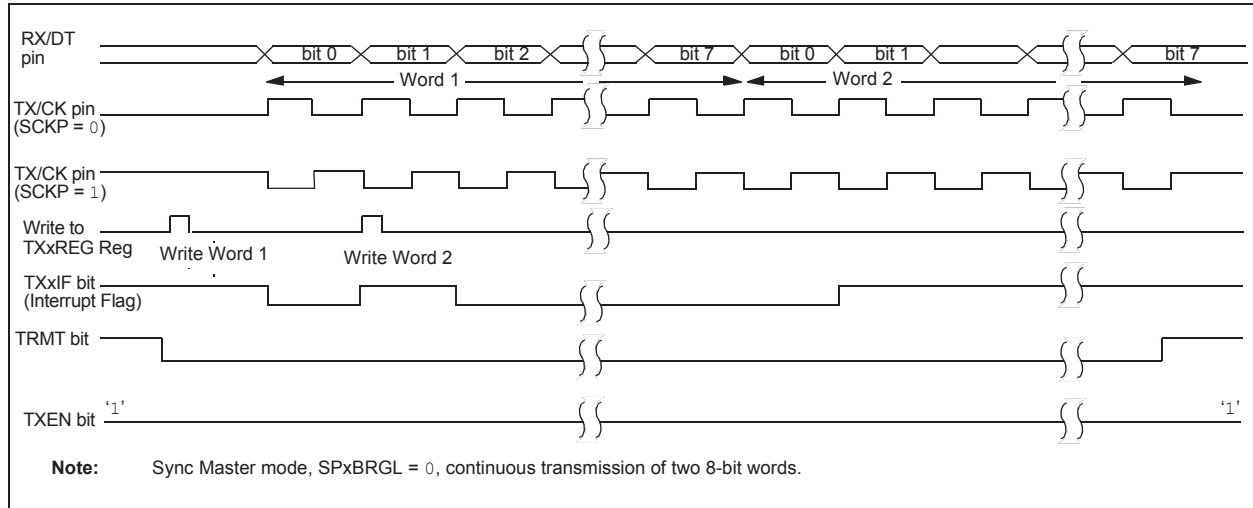 RX/DT
pin
bit 0 bit 1 bit 2 bit 7 bit 0 bit 1 bit 7
Word 1 Word 2
TX/CK pin
(SCKP = 0)
TX/CK pin
(SCKP = 1)
Write to
TXxREG Reg
Write Word 1 Write Word 2
TXxIF bit
(Interrupt Flag)
TRMT bit
TXEN bit
‘1’ ‘1’
Note: Sync Master mode, SPxBRGL = 0, continuous transmission of two 8-bit words.